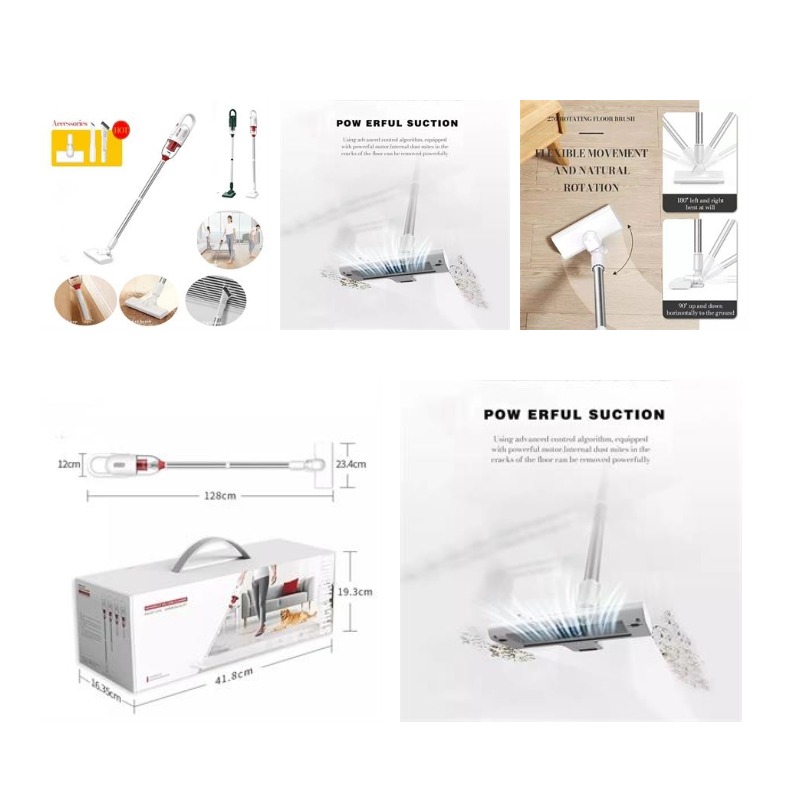 Accessories
HOT
POW ERFUL SUCTION
Using advanced control algorithm, equipped
with powerful motor.Internal dust mites in the
cracks of the floor can be removed powerfully
270°ROTATING FLOOR BRUSH
FLEXIBLE MOVEMENT
AND NATURAL
ROTATION
180° left and right
bent at will
90° up and down
horizontally to the ground
12cm
23.4cm
128cm
19.3cm
16.35cm
41.8cm
POW ERFUL SUCTION
Using advanced control algorithm, equipped
with powerful motor.Internal dust mites in the
cracks of the floor can be removed powerfully